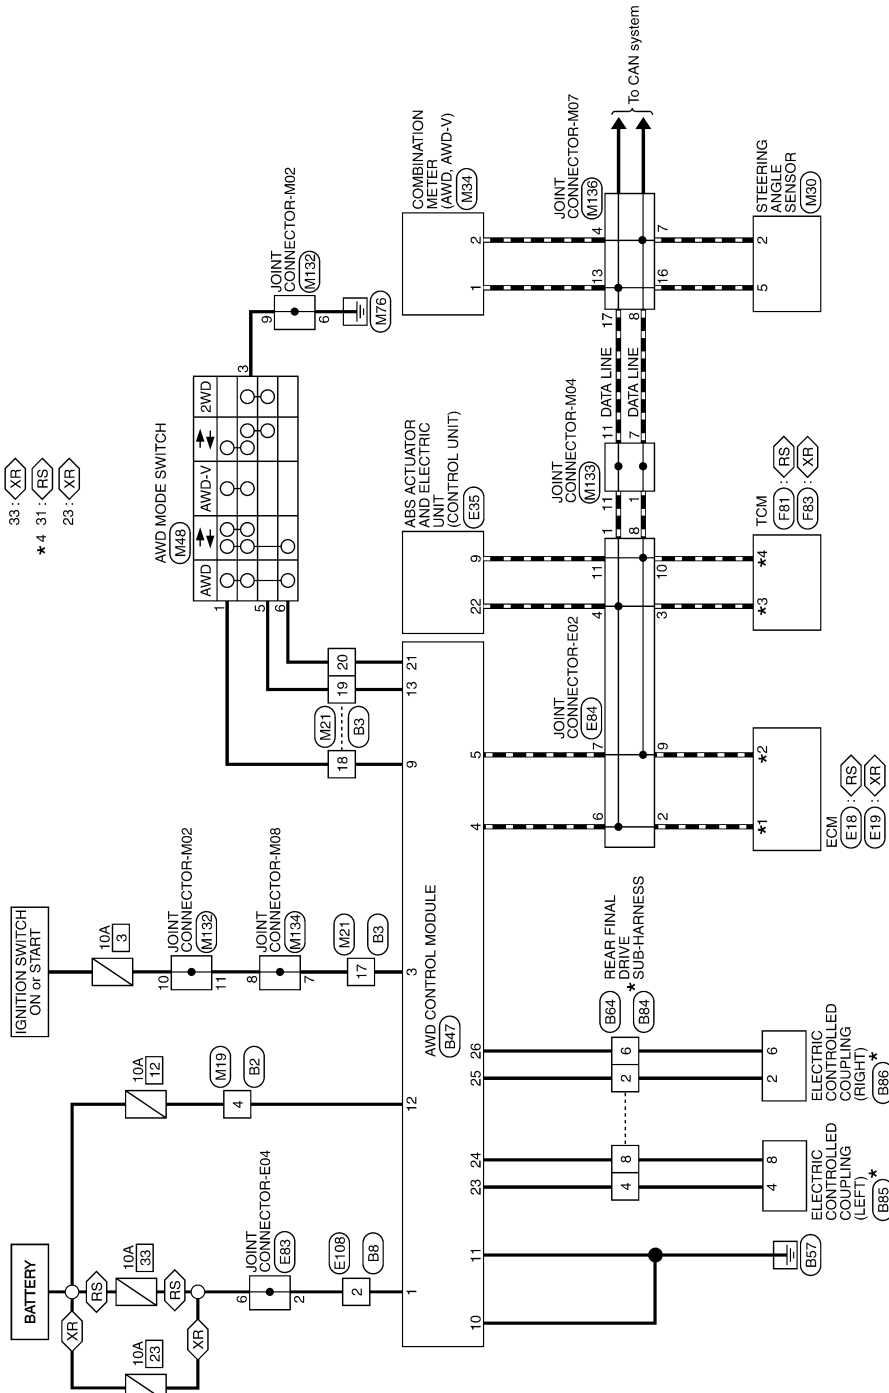 33 : XR
*4 31 : RS
23 : XR
BATTERY
XR
RS
10A
33
RS
10A
23
XR
10A
12
JOINT
CONNECTOR-E04
E83
6
2
E108
B8
2
1
M19
B2
4
12
IGNITION SWITCH
ON or START
10A
3
JOINT
CONNECTOR-M02
M132
10
11
JOINT
CONNECTOR-M08
M134
8
7
M21
B3
17
3
AWD MODE SWITCH
M48
AWD
AWD-V
2WD
1
5
6
3
JOINT
CONNECTOR-M02
M132
9
6
M76
M21
B3
18
19
20
9
13
21
AWD CONTROL MODULE
B47
10
11
23
24
25
26
4
5
B57
REAR FINAL
DRIVE
SUB-HARNESS
B64
B84
*
4
8
2
6
4
8
ELECTRIC
CONTROLLED
COUPLING
(LEFT)
B85
*
2
6
ELECTRIC
CONTROLLED
COUPLING
(RIGHT)
B86
*
ABS ACTUATOR
AND ELECTRIC
UNIT
(CONTROL UNIT)
E35
22
9
COMBINATION
METER
(AWD, AWD-V)
M34
1
2
JOINT
CONNECTOR-E02
E84
6
7
4
11
1
8
2
9
3
10
JOINT
CONNECTOR-M04
M133
11
1
11
7
DATA LINE
DATA LINE
JOINT
CONNECTOR-M07
M136
17
8
13
4
16
7
To CAN system
*1
*2
ECM
E18 : RS
E19 : XR
*3
*4
TCM
F81 : RS
F83 : XR
5
2
STEERING
ANGLE
SENSOR
M30